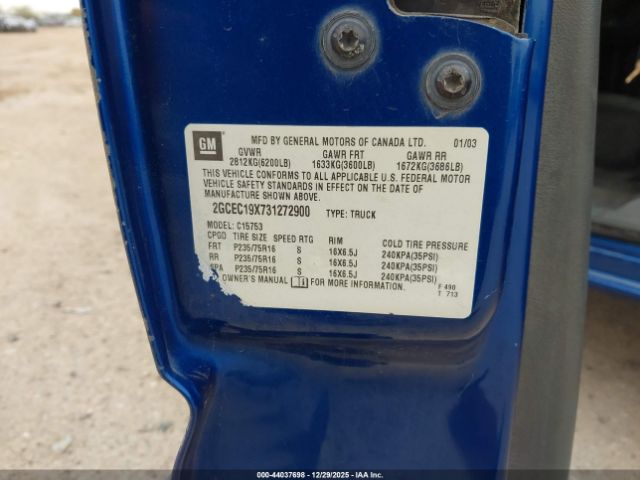 GM
MFD BY GENERAL MOTORS OF CANADA LTD. 01/03
GVWR GAWR FRT GAWR RR
2812KG(6200LB) 1633KG(3600LB) 1672KG(3686LB)
THIS VEHICLE CONFORMS TO ALL APPLICABLE U.S. FEDERAL MOTOR
VEHICLE SAFETY STANDARDS IN EFFECT ON THE DATE OF
MANUFACTURE SHOWN ABOVE.
2GCEC19X731272900 TYPE: TRUCK
MODEL: C15753
CPGD TIRE SIZE SPEED RTG RIM COLD TIRE PRESSURE
FRT P235/75R16 S 16X6.5J 240KPA(35PSI)
RR P235/75R16 S 16X6.5J 240KPA(35PSI)
SPA P235/75R16 S 16X6.5J 240KPA(35PSI)
OWNER'S MANUAL FOR MORE INFORMATION.
F 490
T 713
000-44037698 - 12/29/2025 - IAAI.COM